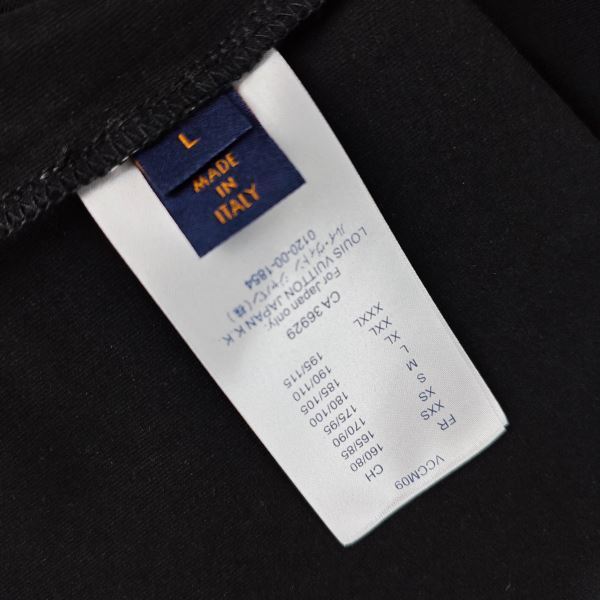 L
MADE
IN
ITALY
VCCM09
FR CH
XXS 160/80
XS 165/85
S 170/90
M 175/95
L 180/100
XL 185/105
XXL 190/110
XXXL 195/115
CA 36929
For Japan only:
LOUIS VUITTON JAPAN K.K.
ルイ・ヴィトン ジャパン(株)
0120-00-1854